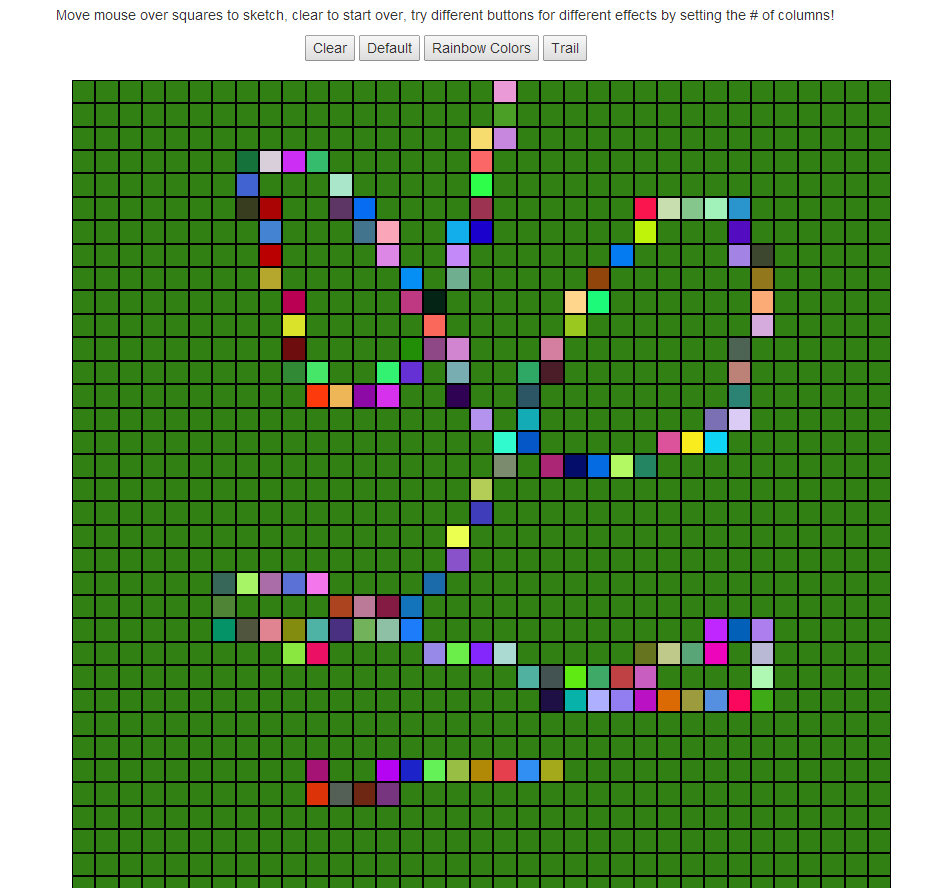 Move mouse over squares to sketch, clear to start over, try different buttons for different effects by setting the # of columns!
Clear Default Rainbow Colors Trail